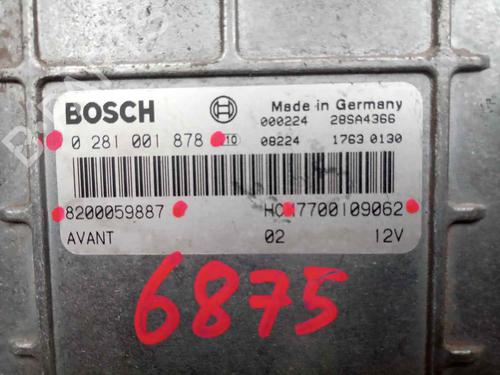 BOSCH Made in Germany
000224 28SA4366
0 281 001 878 10 08224 1763 0130
8200059887 HOM7700109062
AVANT 02 12V
6875